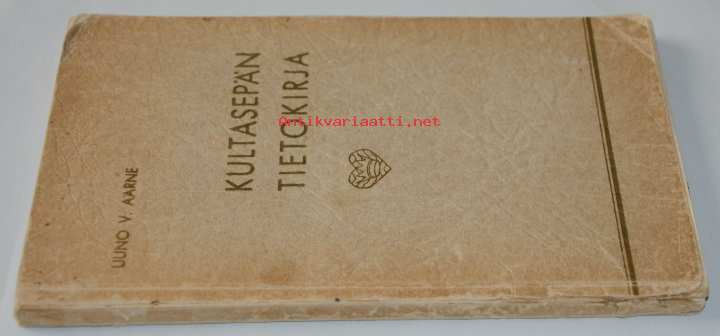 UUNO V. AARNE
KULTASEPÄN
TIETOKIRJA
antikvariaatti.net